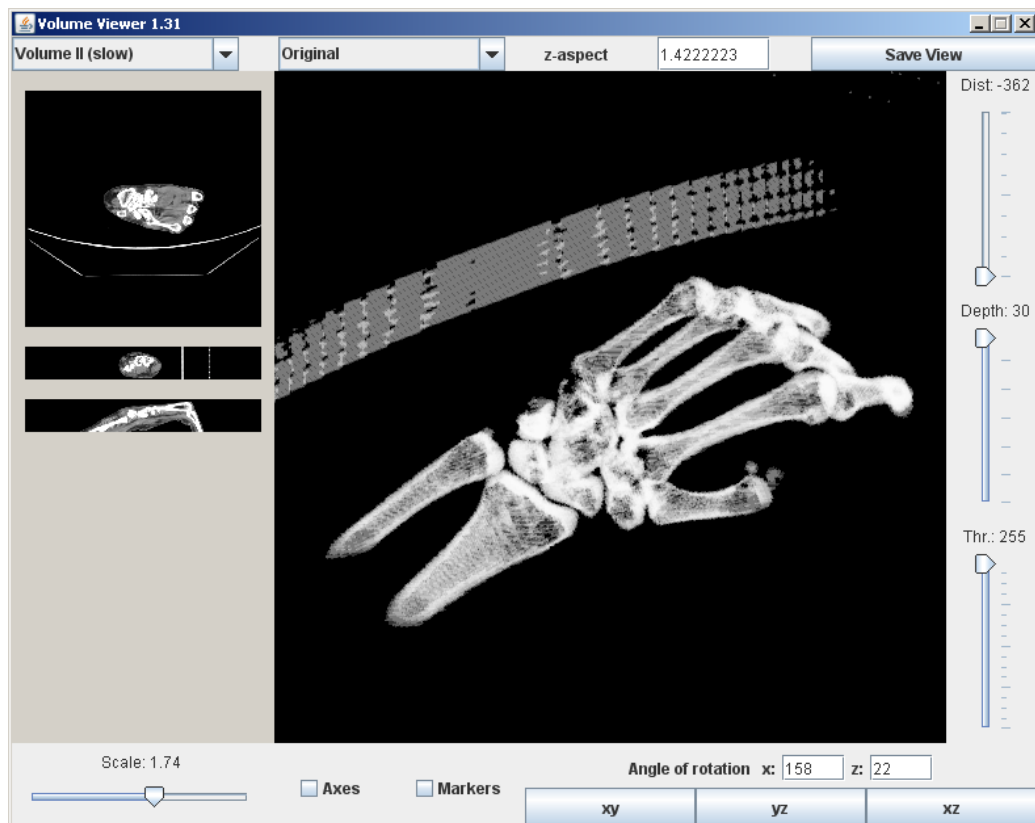 Volume Viewer 1.31
Volume II (slow) Original z-aspect 1.4222223 Save View
Dist: -362
Depth: 30
Thr.: 255
Scale: 1.74
Axes Markers
Angle of rotation x: 158 z: 22
xy yz xz